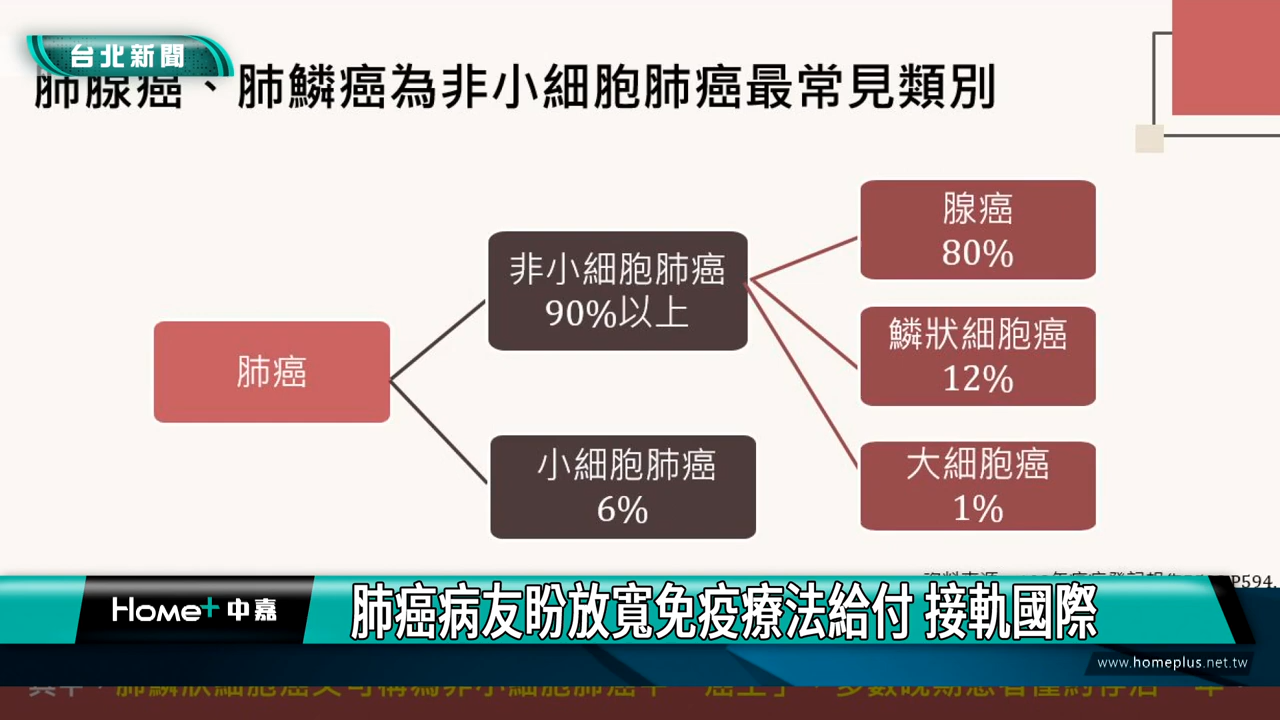 台北新聞
肺腺癌、肺鱗癌為非小細胞肺癌最常見類別
肺癌
非小細胞肺癌
90%以上
小細胞肺癌
6%
腺癌
80%
鱗狀細胞癌
12%
大細胞癌
1%
P594.
Home+中嘉
肺癌病友盼放寬免疫療法給付 接軌國際
www.homeplus.net.tw